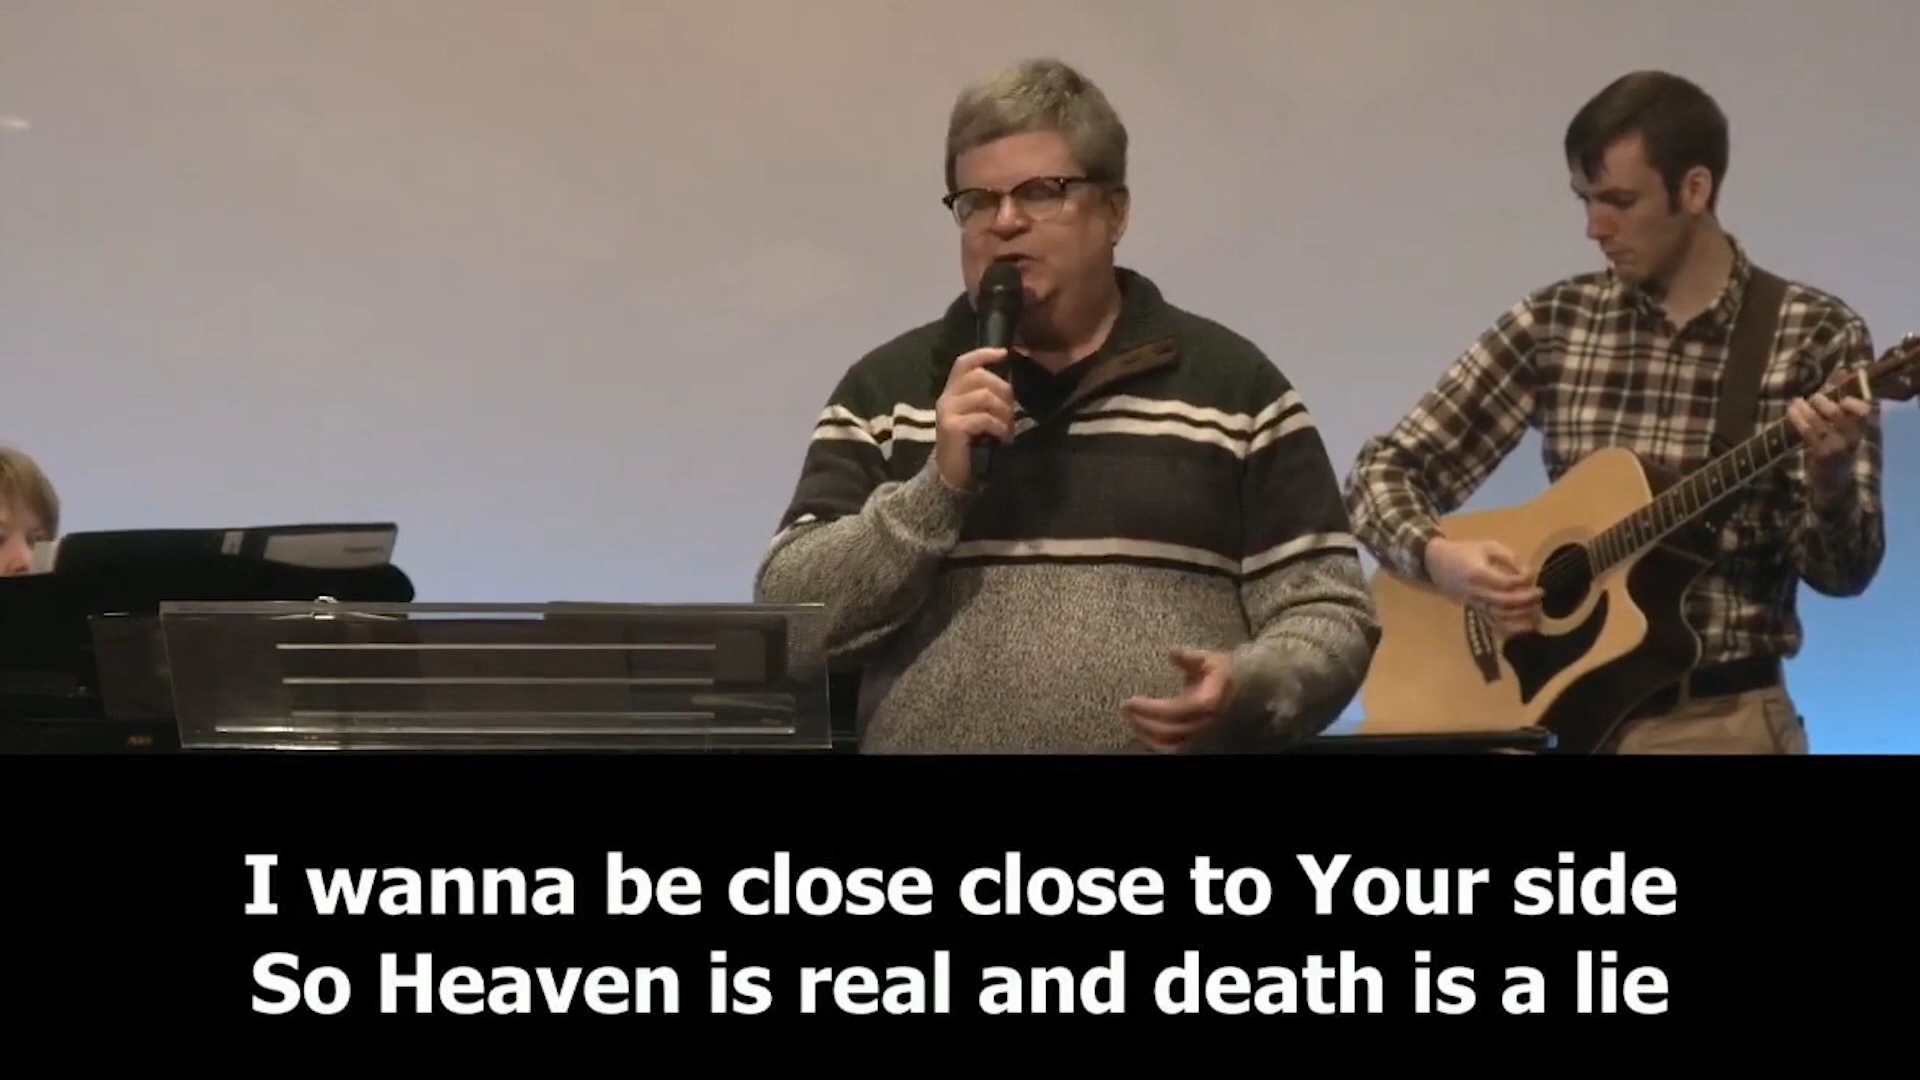 I wanna be close close to Your side
So Heaven is real and death is a lie